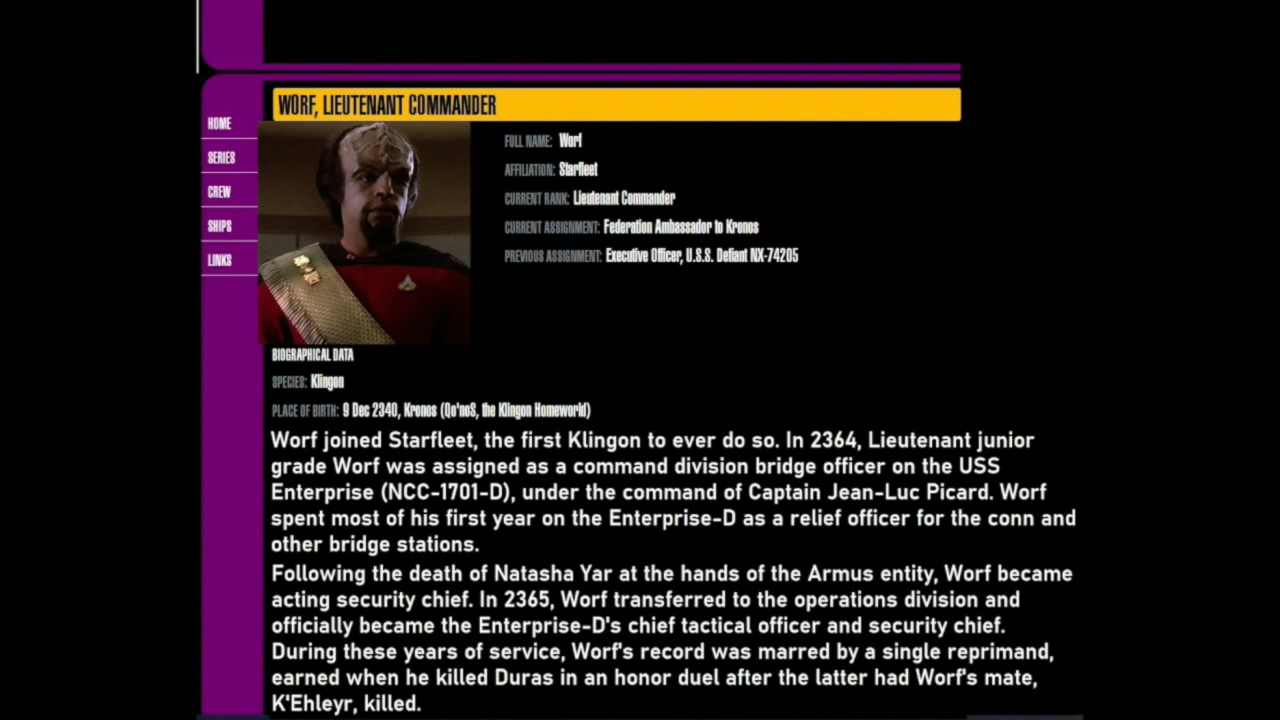 WORF, LIEUTENANT COMMANDER
HOME
SERIES
CREW
SHIPS
LINKS
FULL NAME: Worf
AFFILIATION: Starfleet
CURRENT RANK: Lieutenant Commander
CURRENT ASSIGNMENT: Federation Ambassador to Kronos
PREVIOUS ASSIGNMENT: Executive Officer, U.S.S. Defiant NX-74205
BIOGRAPHICAL DATA
SPECIES: Klingon
PLACE OF BIRTH: 9 Dec 2340, Kronos (Qo'noS, the Klingon Homeworld)
Worf joined Starfleet, the first Klingon to ever do so. In 2364, Lieutenant junior
grade Worf was assigned as a command division bridge officer on the USS
Enterprise (NCC-1701-D), under the command of Captain Jean-Luc Picard. Worf
spent most of his first year on the Enterprise-D as a relief officer for the conn and
other bridge stations.
Following the death of Natasha Yar at the hands of the Armus entity, Worf became
acting security chief. In 2365, Worf transferred to the operations division and
officially became the Enterprise-D's chief tactical officer and security chief.
During these years of service, Worf's record was marred by a single reprimand,
earned when he killed Duras in an honor duel after the latter had Worf's mate,
K'Ehleyr, killed.